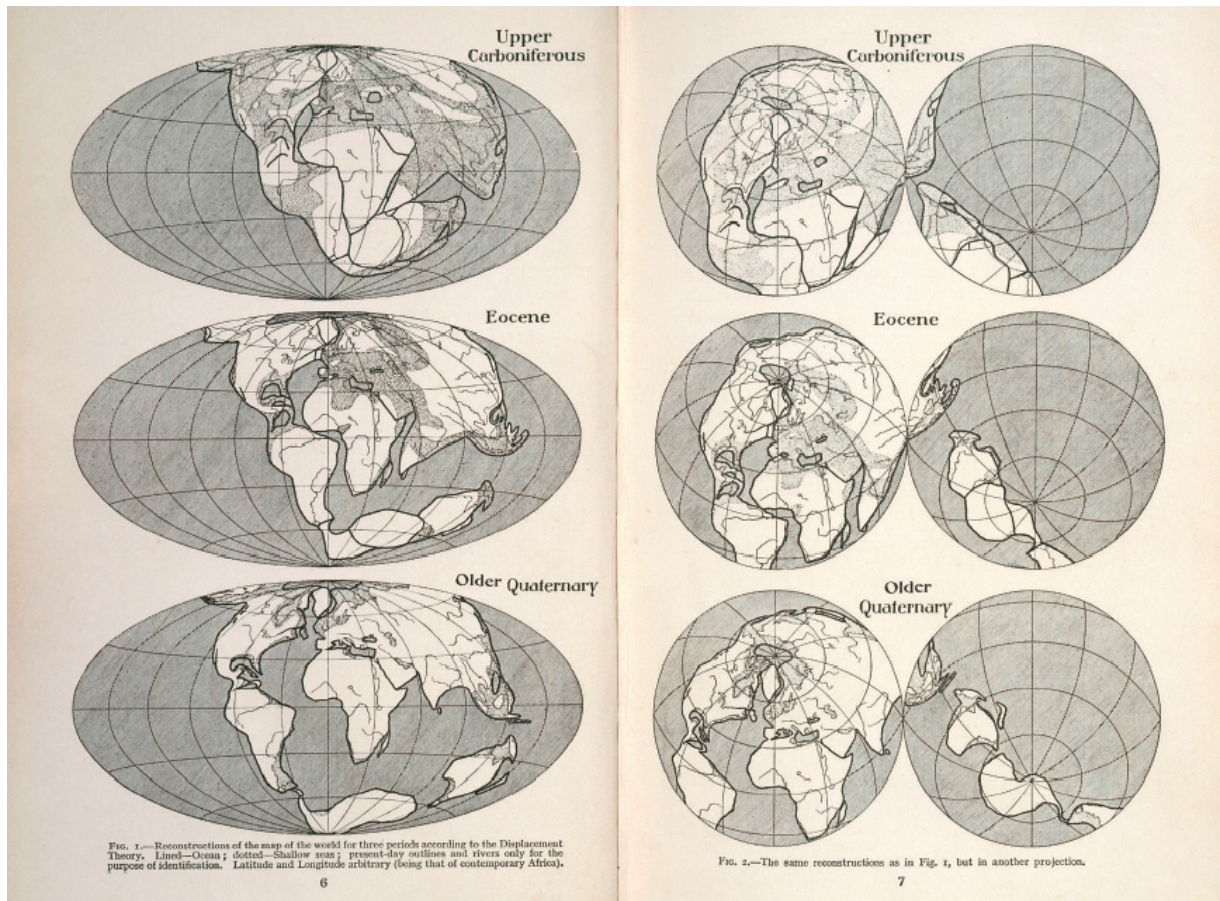 Upper
Carboniferous
Eocene
Older Quaternary
FIG. 1.—Reconstructions of the map of the world for three periods according to the Displacement
Theory. Lined—Ocean; dotted—Shallow seas; present-day outlines and rivers only for the
purpose of identification. Latitude and Longitude arbitrary (being that of contemporary Africa).
6
Upper
Carboniferous
Eocene
Older
Quaternary
FIG. 2.—The same reconstructions as in Fig. 1, but in another projection.
7